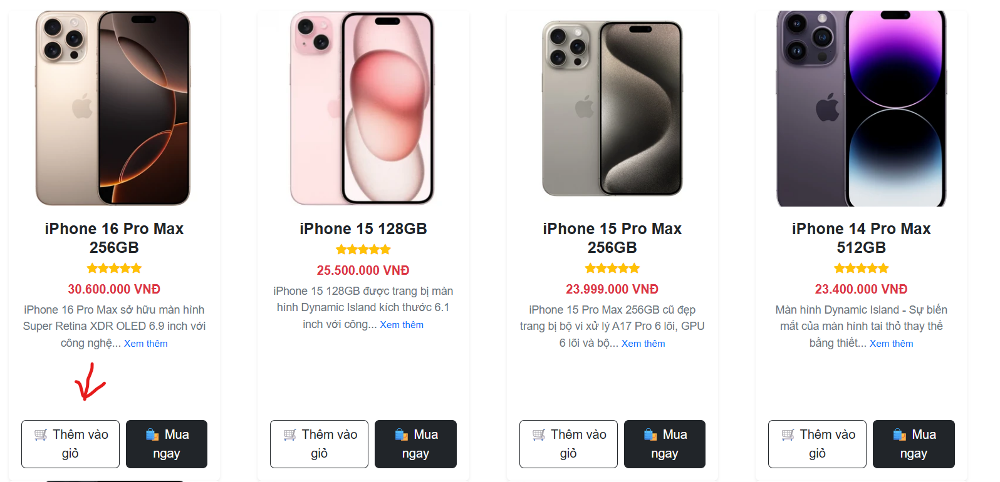 iPhone 16 Pro Max
256GB
30.600.000 VNĐ
iPhone 16 Pro Max sở hữu màn hình
Super Retina XDR OLED 6.9 inch với
công nghệ... Xem thêm
Thêm vào
giỏ
Mua
ngay
iPhone 15 128GB
25.500.000 VNĐ
iPhone 15 128GB được trang bị màn
hình Dynamic Island kích thước 6.1
inch với công... Xem thêm
Thêm vào
giỏ
Mua
ngay
iPhone 15 Pro Max
256GB
23.999.000 VNĐ
iPhone 15 Pro Max 256GB cũ đẹp
trang bị bộ vi xử lý A17 Pro 6 lõi, GPU
6 lõi và bộ... Xem thêm
Thêm vào
giỏ
Mua
ngay
iPhone 14 Pro Max
512GB
23.400.000 VNĐ
Màn hình Dynamic Island - Sự biến
mất của màn hình tai thỏ thay thế
bằng thiết... Xem thêm
Thêm vào
giỏ
Mua
ngay